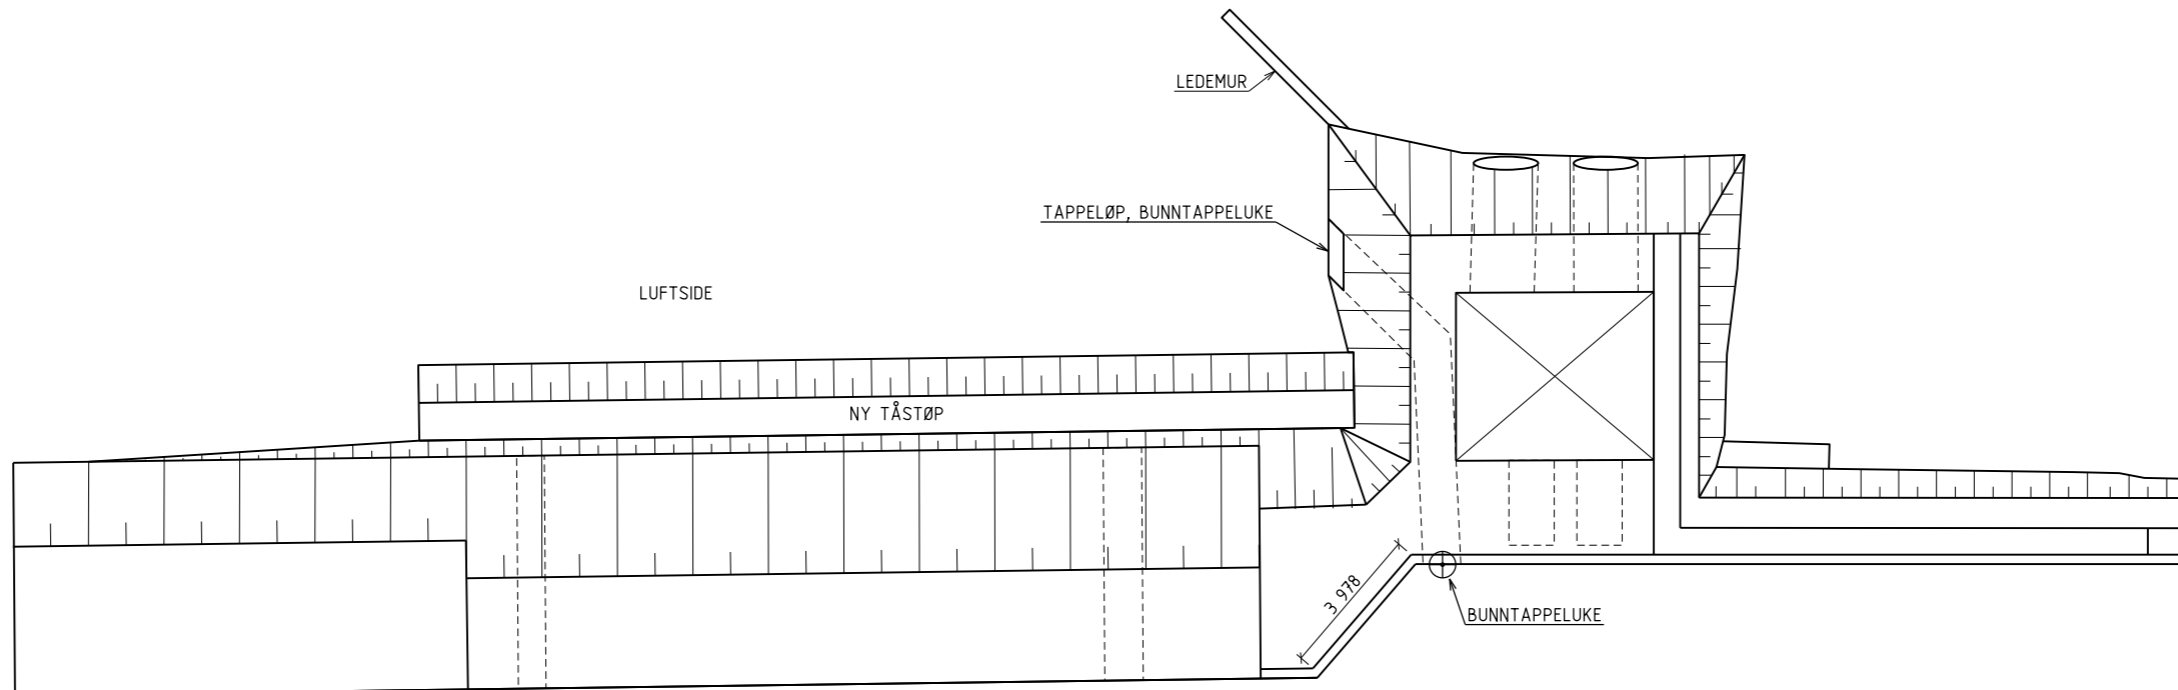 LEDEMUR
TAPPELØP, BUNNTAPPELUKE
LUFTSIDE
NY TÅSTØP
3 978
BUNNTAPPELUKE